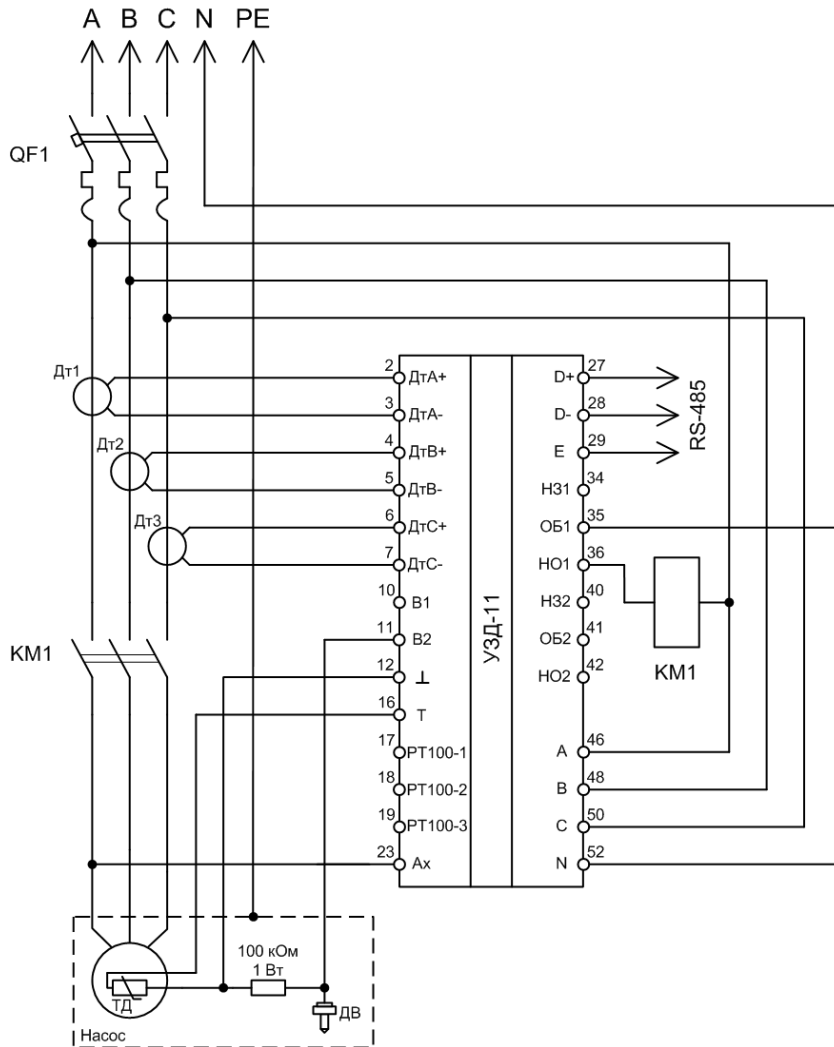 A B C N PE
QF1
Дт1
Дт2
Дт3
2 ДтА+
3 ДтА-
4 ДтВ+
5 ДтВ-
6 ДтС+
7 ДтС-
10 В1
11 В2
12 ⊥
16 Т
17 РТ100-1
18 РТ100-2
19 РТ100-3
23 Ах
УЗД-11
D+ 27
D- 28
E 29
RS-485
НЗ1 34
ОБ1 35
НО1 36
НЗ2 40
ОБ2 41
НО2 42
A 46
B 48
C 50
N 52
КМ1
КМ1
100 кОм
1 Вт
ТД
ДВ
Насос